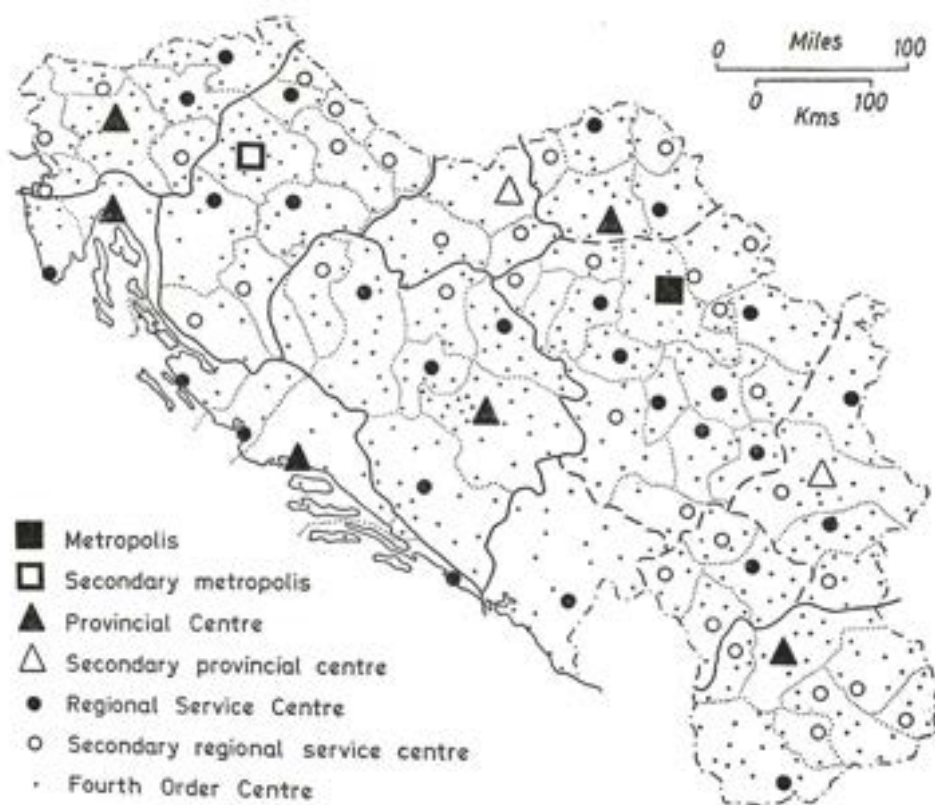 Miles
0 100
0 100
Kms
Metropolis
Secondary metropolis
Provincial Centre
Secondary provincial centre
Regional Service Centre
Secondary regional service centre
Fourth Order Centre